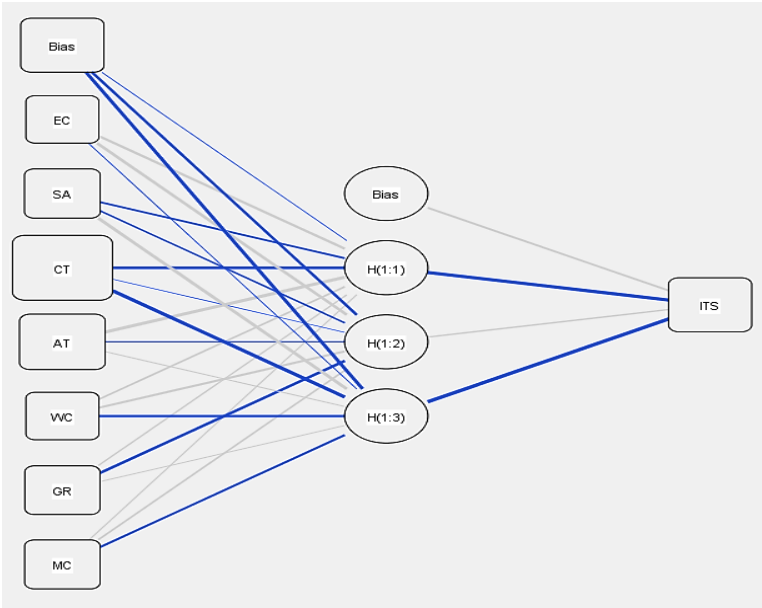 Bias
EC
SA
CT
AT
WC
GR
MC
Bias
H(1:1)
H(1:2)
H(1:3)
ITS